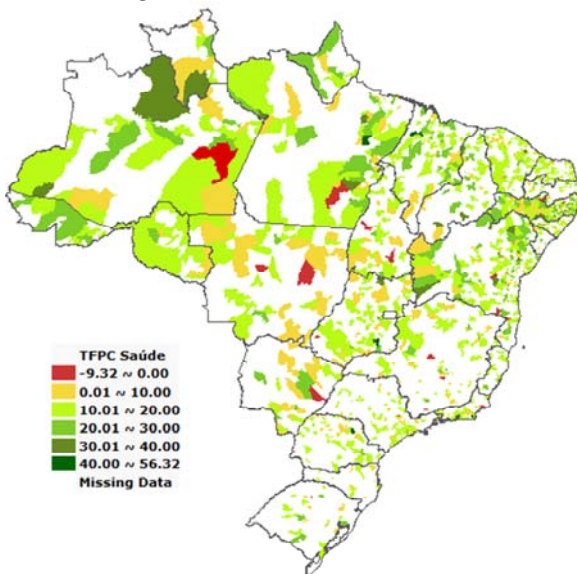 TFPC Saúde
-9.32 ~ 0.00
0.01 ~ 10.00
10.01 ~ 20.00
20.01 ~ 30.00
30.01 ~ 40.00
40.00 ~ 56.32
Missing Data